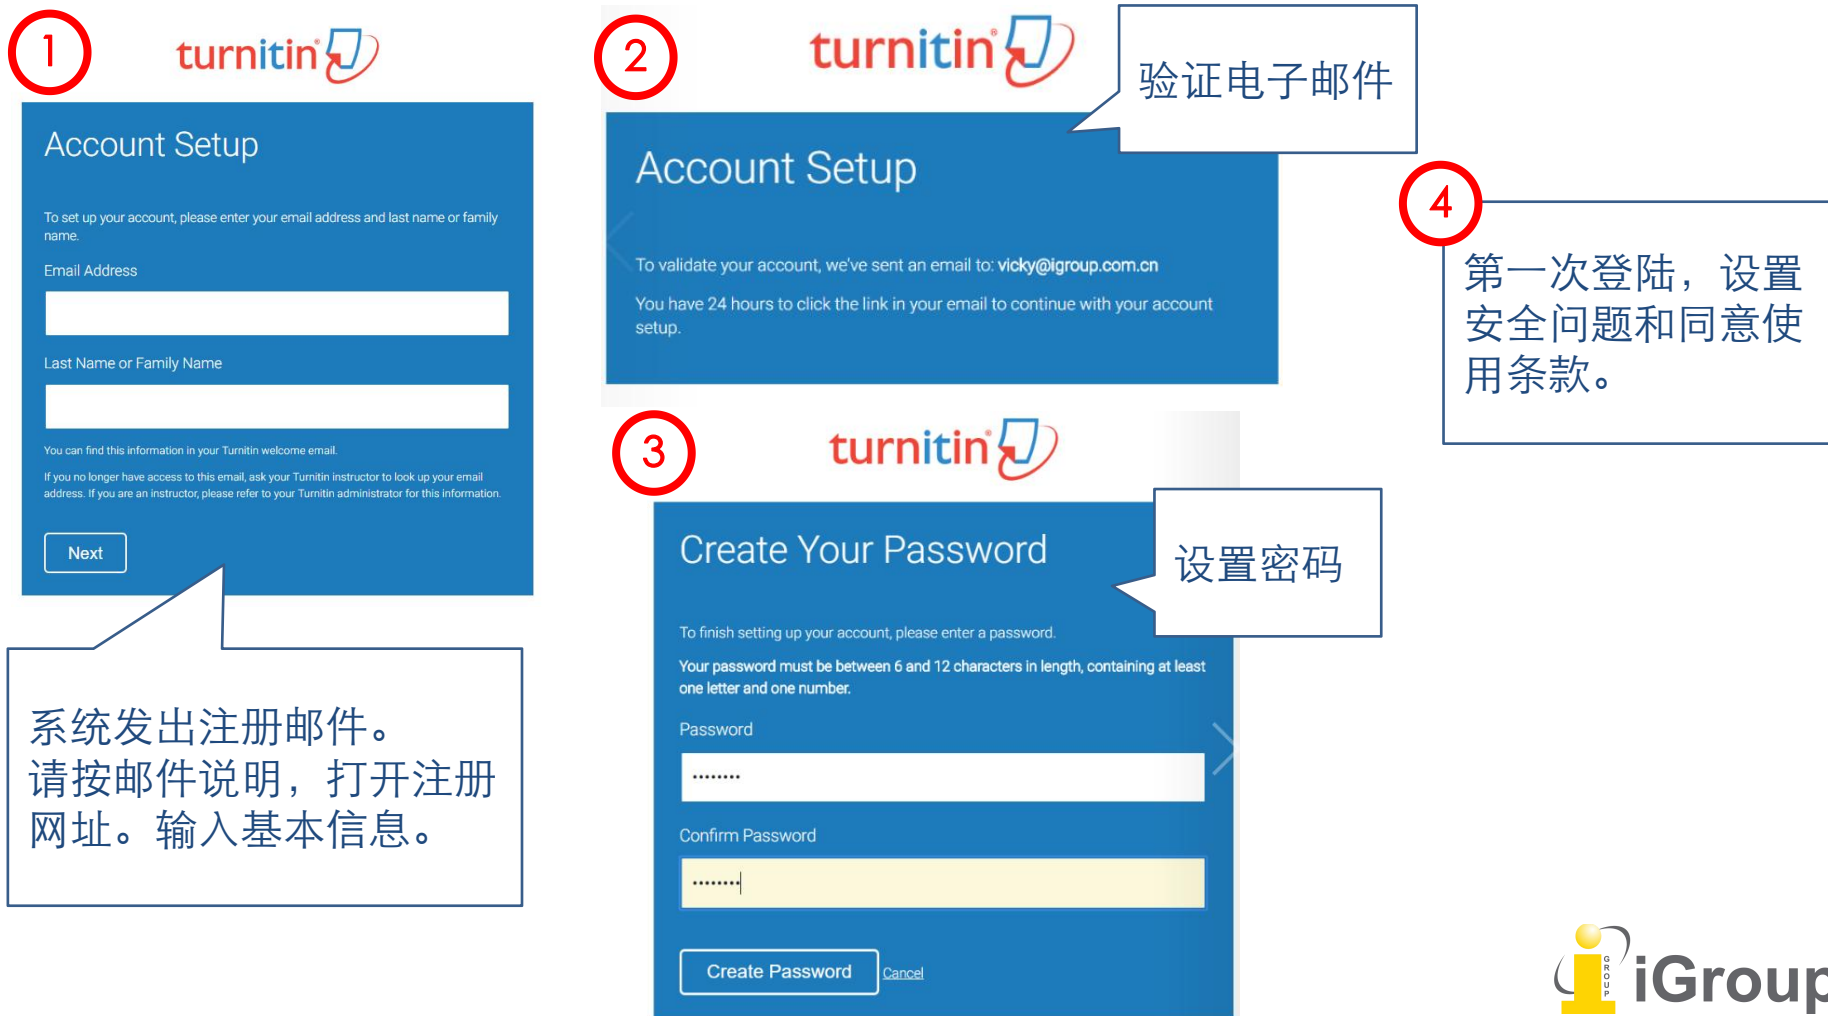 1
turnitin
Account Setup
To set up your account, please enter your email address and last name or family
name.
Email Address
Last Name or Family Name
You can find this information in your Turnitin welcome email.
If you no longer have access to this email, ask your Turnitin instructor to look up your email
address. If you are an instructor, please refer to your Turnitin administrator for this information.
Next
系统发出注册邮件。
请按邮件说明，打开注册
网址。输入基本信息。
2
turnitin®
验证电子邮件
Account Setup
To validate your account, we've sent an email to: vicky@igroup.com.cn
You have 24 hours to click the link in your email to continue with your account
setup.
3
turnitin
设置密码
Create Your Password
To finish setting up your account, please enter a password.
Your password must be between 6 and 12 characters in length, containing at least
one letter and one number.
Password
••••••••
Confirm Password
••••••••
Create Password
Cancel
4
第一次登陆，设置
安全问题和同意使
用条款。
GROUP
iGroup